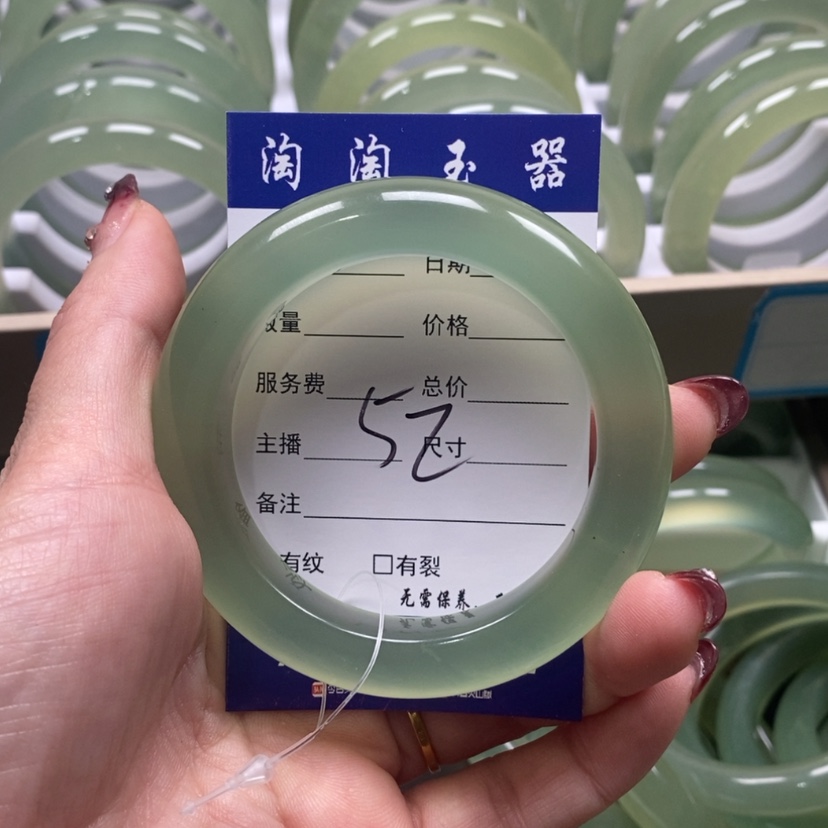 淘淘玉器
日期
量 价格
服务费 总价
52
主播 尺寸
备注
有纹 □有裂
无需保养